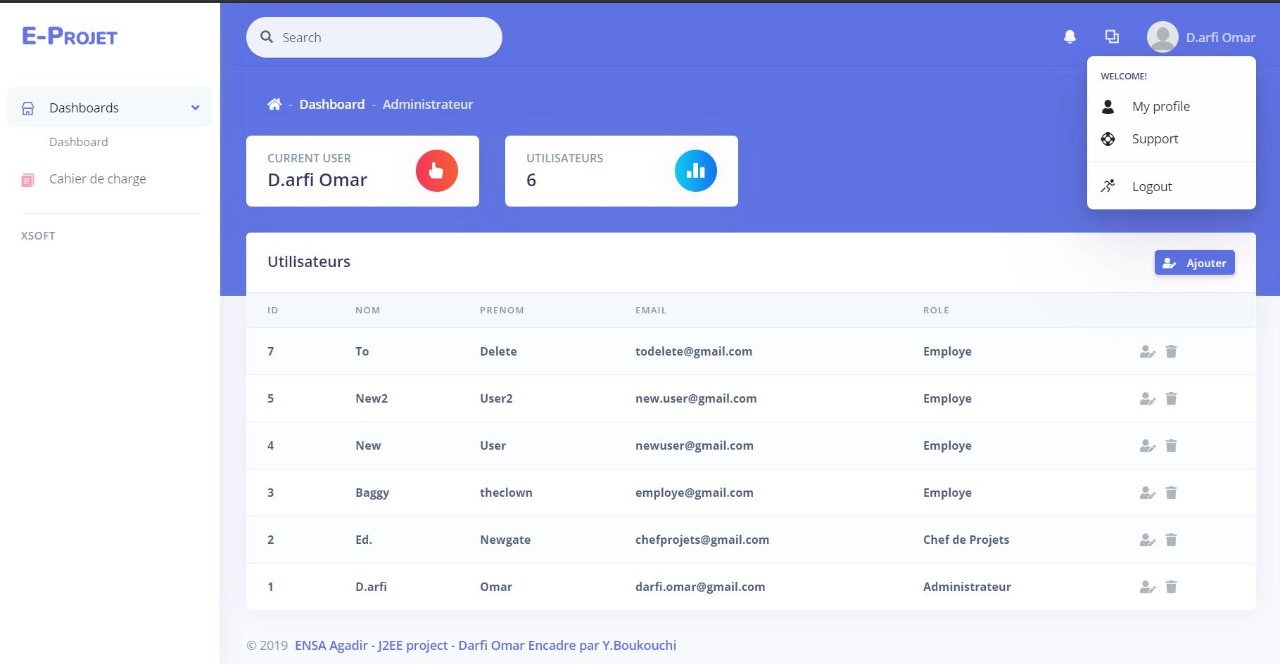 E-PROJET
Search
D.arfi Omar
WELCOME!
My profile
Support
Logout
Dashboards
Dashboard
Cahier de charge
XSOFT
- Dashboard - Administrateur
CURRENT USER
D.arfi Omar
UTILISATEURS
6
Utilisateurs
Ajouter
ID NOM PRENOM EMAIL ROLE
7 To Delete todelete@gmail.com Employe
5 New2 User2 new.user@gmail.com Employe
4 New User newuser@gmail.com Employe
3 Baggy theclown employe@gmail.com Employe
2 Ed. Newgate chefprojets@gmail.com Chef de Projets
1 D.arfi Omar darfi.omar@gmail.com Administrateur
© 2019 ENSA Agadir - J2EE project - Darfi Omar Encadre par Y.Boukouchi